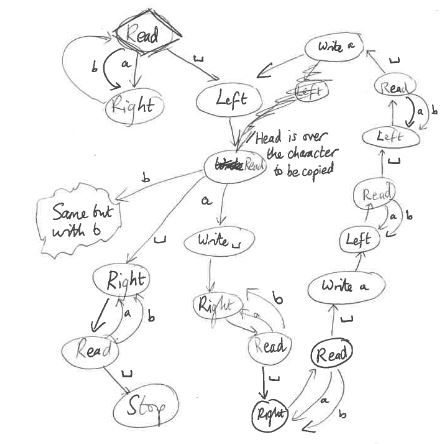 Read
b
a
␣
Right
Left
Write a
␣
Read
a
b
Left
Left
Read
Head is over
the character
to be copied
␣
Read
a
b
b
a
␣
Same but
with b
Write ␣
Left
Right
Write a
a
b
Right
a
b
␣
Read
Read
Read
␣
␣
Stop
Right
a
b